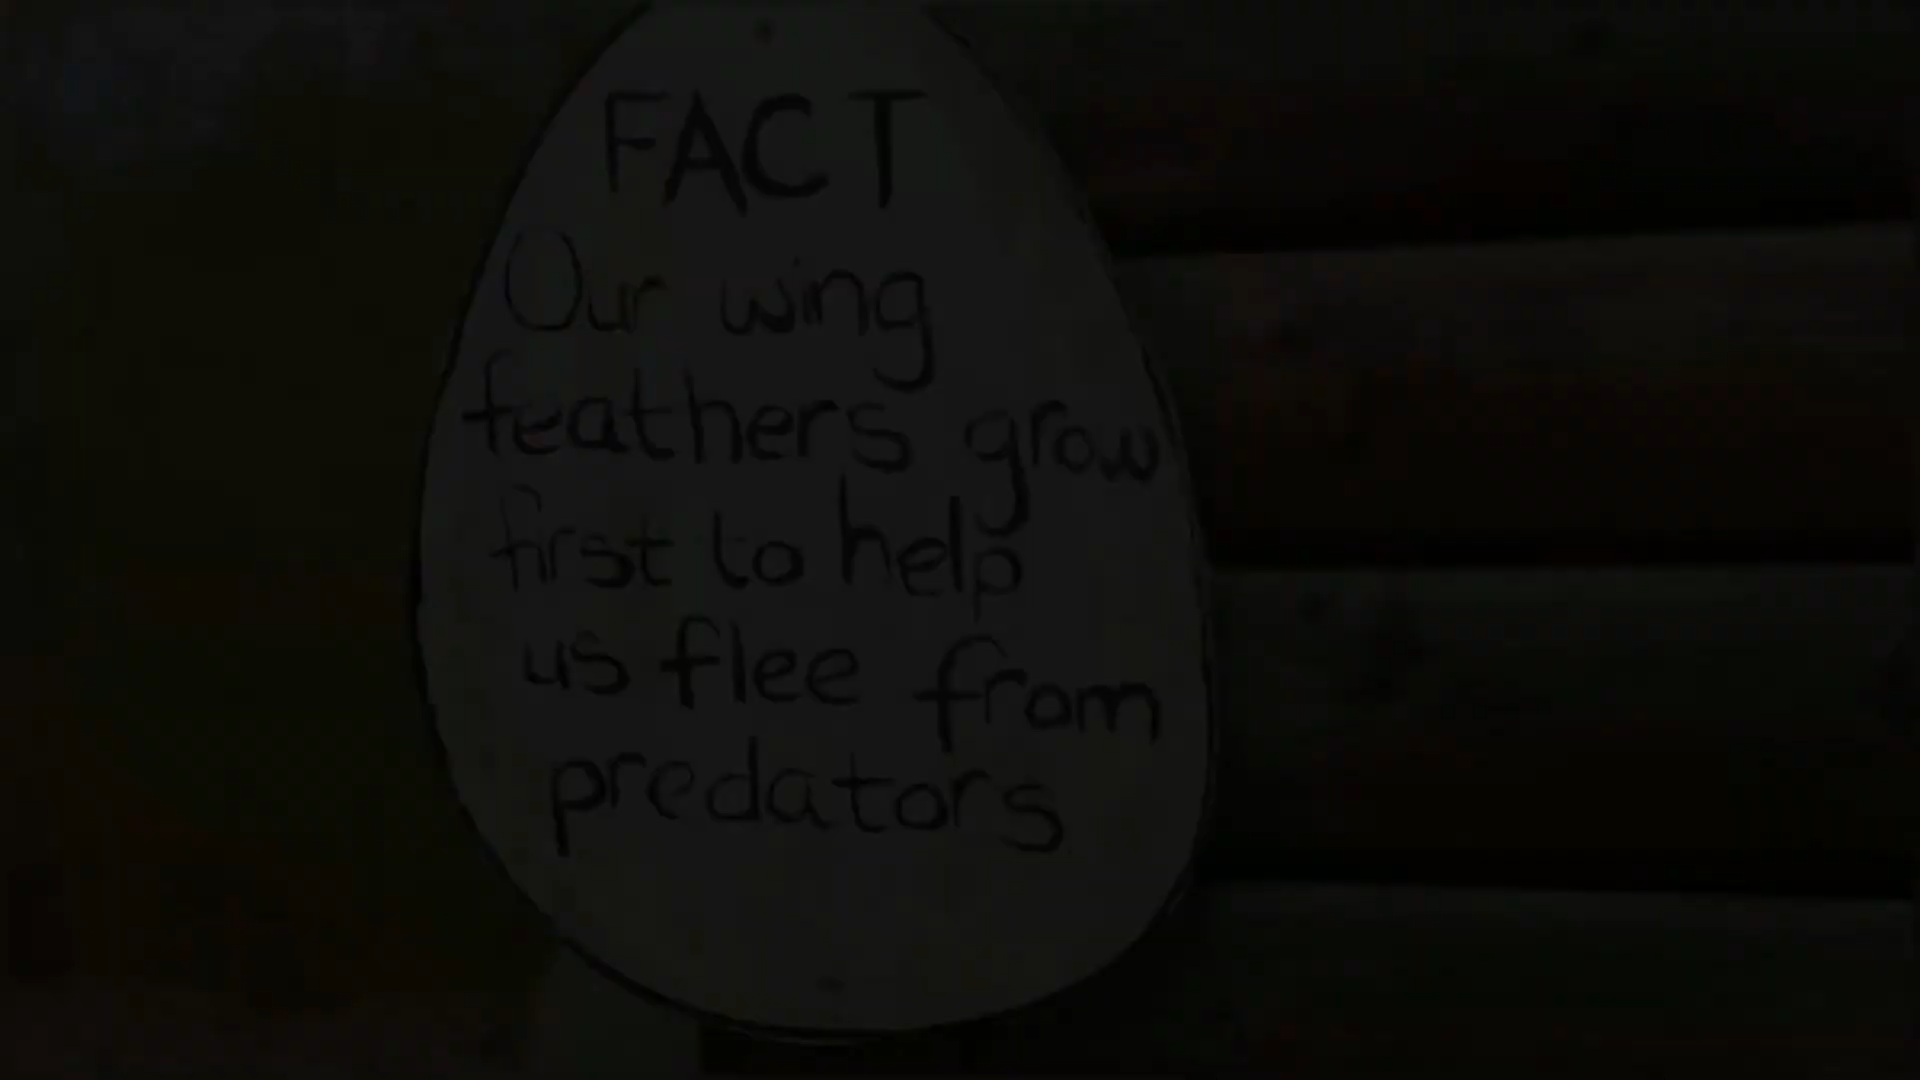 FACT
Our wing
feathers grow
first to help
us flee from
predators